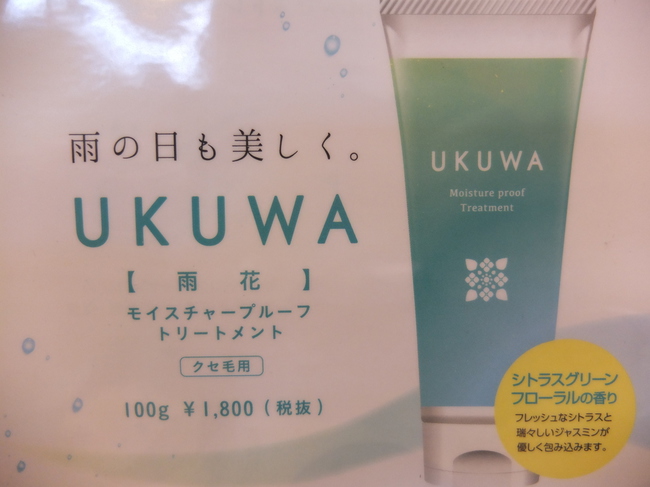 雨の日も美しく。
UKUWA
【 雨 花 】
モイスチャープルーフ
トリートメント
クセ毛用
100g ¥1,800 (税抜)
UKUWA
Moisture proof
Treatment
シトラスグリーン
フローラルの香り
フレッシュなシトラスと
瑞々しいジャスミンが
優しく包み込みます。